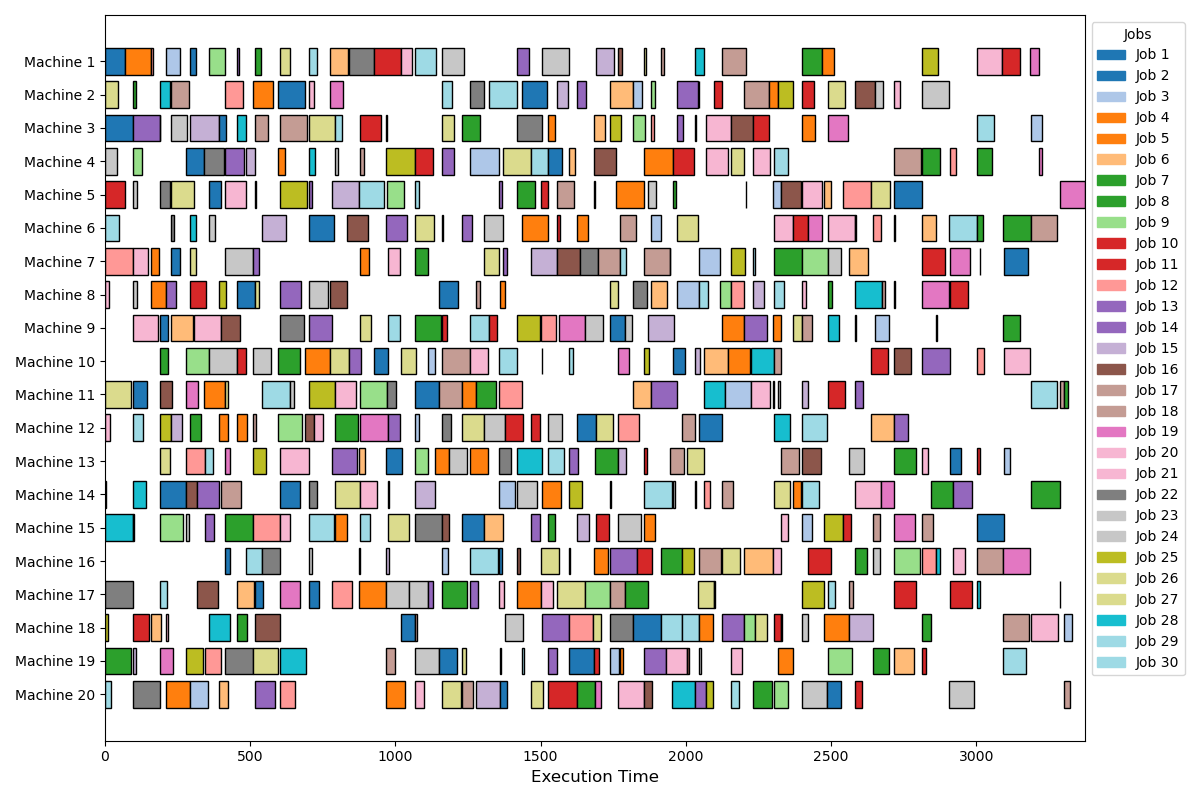 Machine 1
Machine 2
Machine 3
Machine 4
Machine 5
Machine 6
Machine 7
Machine 8
Machine 9
Machine 10
Machine 11
Machine 12
Machine 13
Machine 14
Machine 15
Machine 16
Machine 17
Machine 18
Machine 19
Machine 20
0 500 1000 1500 2000 2500 3000
Execution Time
Jobs
Job 1
Job 2
Job 3
Job 4
Job 5
Job 6
Job 7
Job 8
Job 9
Job 10
Job 11
Job 12
Job 13
Job 14
Job 15
Job 16
Job 17
Job 18
Job 19
Job 20
Job 21
Job 22
Job 23
Job 24
Job 25
Job 26
Job 27
Job 28
Job 29
Job 30